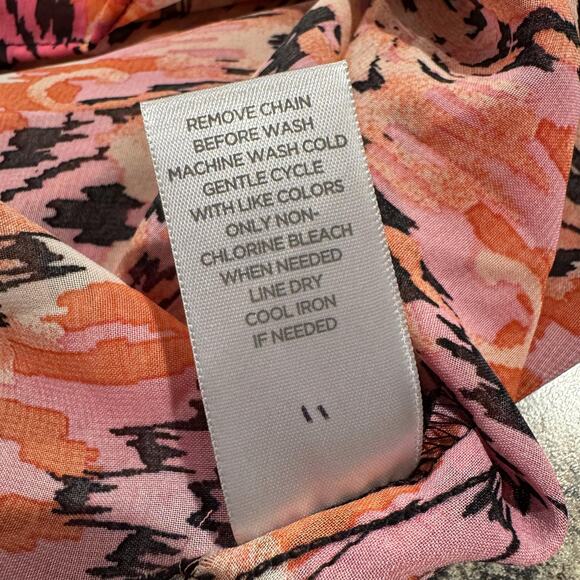 REMOVE CHAIN
BEFORE WASH
MACHINE WASH COLD
GENTLE CYCLE
WITH LIKE COLORS
ONLY NON-
CHLORINE BLEACH
WHEN NEEDED
LINE DRY
COOL IRON
IF NEEDED